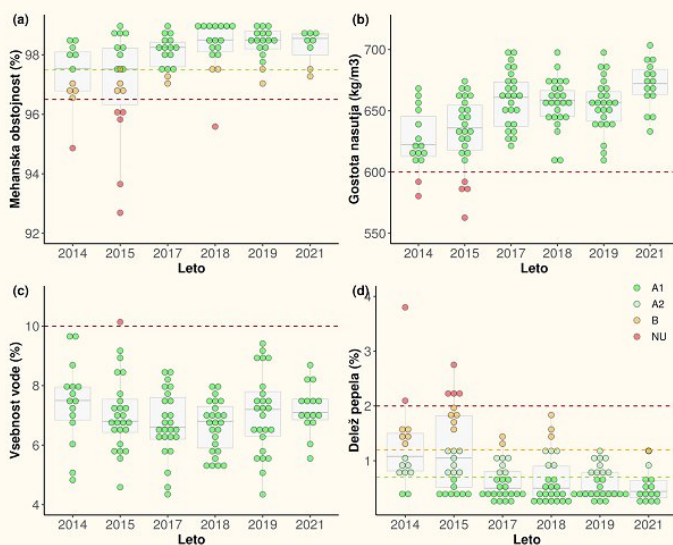 (a)
Mehanska obstojnost (%)
98
96
94
92
2014 2015 2017 2018 2019 2021
Leto
(b)
Gostota nasutja (kg/m3)
700
650
600
550
2014 2015 2017 2018 2019 2021
Leto
(c)
Vsebnost vode (%)
10
8
6
4
2014 2015 2017 2018 2019 2021
Leto
(d)
Delež pepela (%)
4
3
2
1
A1
A2
B
NU
2014 2015 2017 2018 2019 2021
Leto